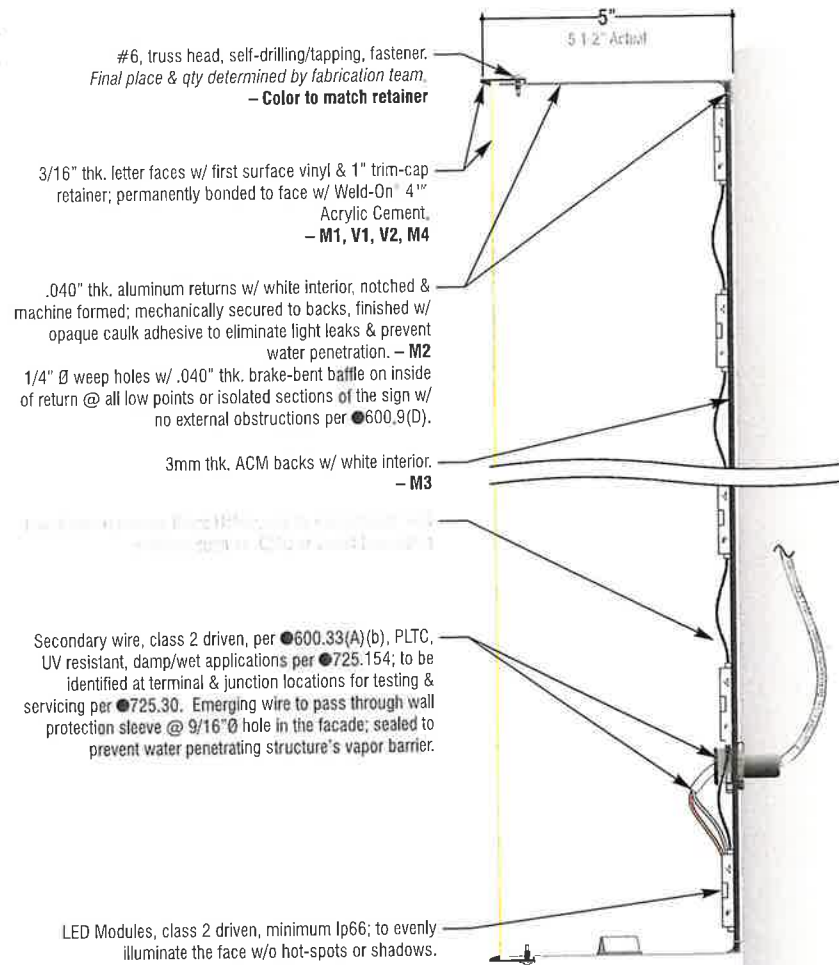 5"
5 1-2" Actual
#6, truss head, self-drilling/tapping, fastener.
Final place & qty determined by fabrication team.
– Color to match retainer
3/16" thk. letter faces w/ first surface vinyl & 1" trim-cap
retainer; permanently bonded to face w/ Weld-On® 4™
Acrylic Cement.
– M1, V1, V2, M4
.040" thk. aluminum returns w/ white interior, notched &
machine formed; mechanically secured to backs, finished w/
opaque caulk adhesive to eliminate light leaks & prevent
water penetration. – M2
1/4" Ø weep holes w/ .040" thk. brake-bent baffle on inside
of return @ all low points or isolated sections of the sign w/
no external obstructions per ●600.9(D).
3mm thk. ACM backs w/ white interior.
– M3
Secondary wire, class 2 driven, per ●600.33(A)(b), PLTC,
UV resistant, damp/wet applications per ●725.154; to be
identified at terminal & junction locations for testing &
servicing per ●725.30. Emerging wire to pass through wall
protection sleeve @ 9/16"Ø hole in the facade; sealed to
prevent water penetrating structure's vapor barrier.
LED Modules, class 2 driven, minimum Ip66; to evenly
illuminate the face w/o hot-spots or shadows.